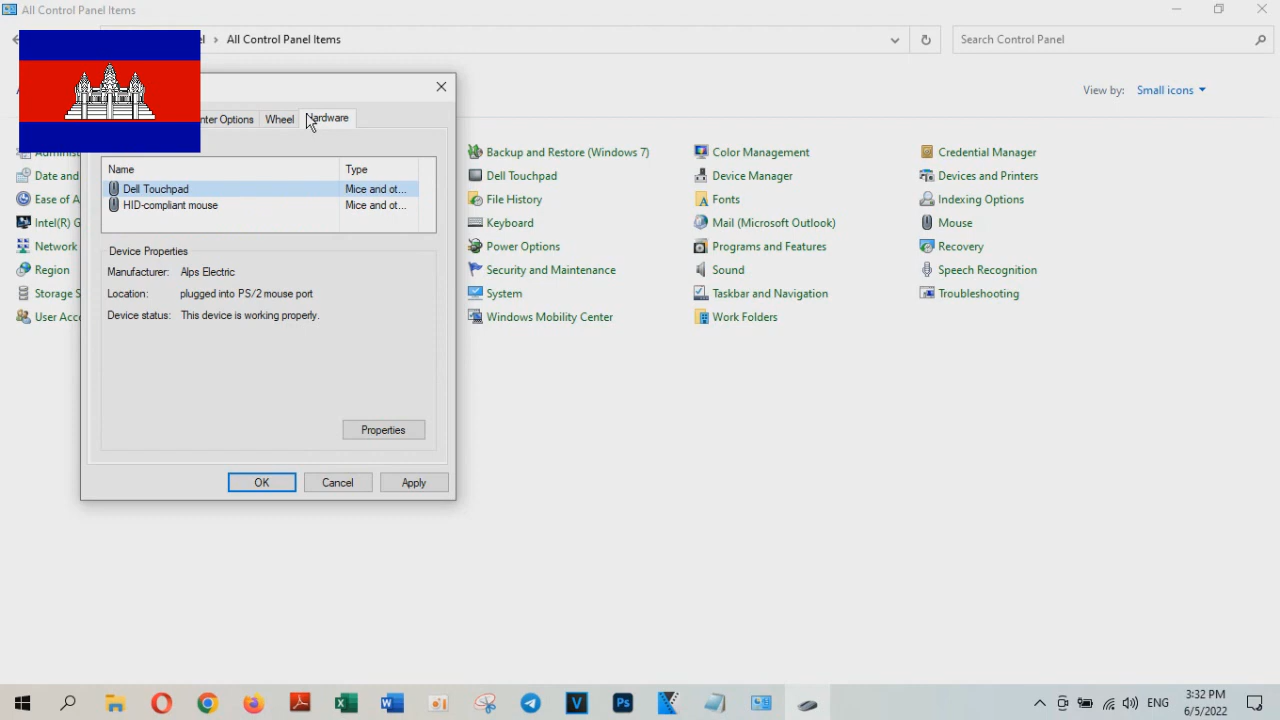 All Control Panel Items
All Control Panel Items
Search Control Panel
View by: Small icons
Wheel
Hardware
Name
Type
Dell Touchpad
Mice and ot...
HID-compliant mouse
Mice and ot...
Device Properties
Manufacturer: Alps Electric
Location: plugged into PS/2 mouse port
Device status: This device is working properly.
Properties
OK
Cancel
Apply
Date and
Ease of A
Intel(R) G
Network
Region
Storage S
User Acco
Backup and Restore (Windows 7)
Dell Touchpad
File History
Keyboard
Power Options
Security and Maintenance
System
Windows Mobility Center
Color Management
Device Manager
Fonts
Mail (Microsoft Outlook)
Programs and Features
Sound
Taskbar and Navigation
Work Folders
Credential Manager
Devices and Printers
Indexing Options
Mouse
Recovery
Speech Recognition
Troubleshooting
ENG
3:32 PM
6/5/2022